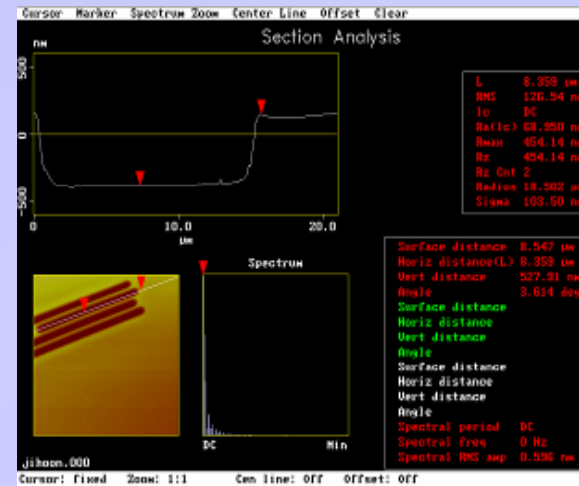 Cursor Marker Spectrum Zoom Center Line Offset Clear
Section Analysis
nm
500
0
-500
0 10.0 20.0
µm
L 8.359 µm
RMS 126.54 nm
lc DC
Ra(lc) 68.950 nm
Rmax 454.14 nm
Rz 454.14 nm
Rz Cnt 2
Radius 18.502 µm
Sigma 103.50 nm
Spectrum
DC Min
Surface distance 8.547 µm
Horiz distance(L) 8.359 µm
Vert distance 527.91 nm
Angle 3.614 deg
Surface distance
Horiz distance
Vert distance
Angle
Surface distance
Horiz distance
Vert distance
Angle
Spectral period DC
Spectral freq 0 Hz
Spectral RMS amp 0.596 nm
jihoon.000
Cursor: fixed Zoom: 1:1 Cen line: Off Offset: Off